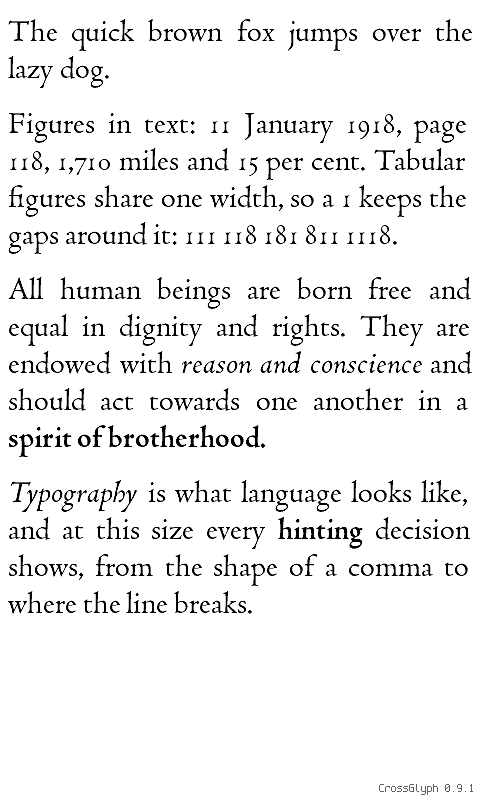 The quick brown fox jumps over the
lazy dog.
Figures in text: 11 January 1918, page
118, 1,710 miles and 15 per cent. Tabular
figures share one width, so a 1 keeps the
gaps around it: 111 118 181 811 1118.
All human beings are born free and
equal in dignity and rights. They are
endowed with reason and conscience and
should act towards one another in a
spirit of brotherhood.
Typography is what language looks like,
and at this size every hinting decision
shows, from the shape of a comma to
where the line breaks.
CrossGlyph 0.9.1